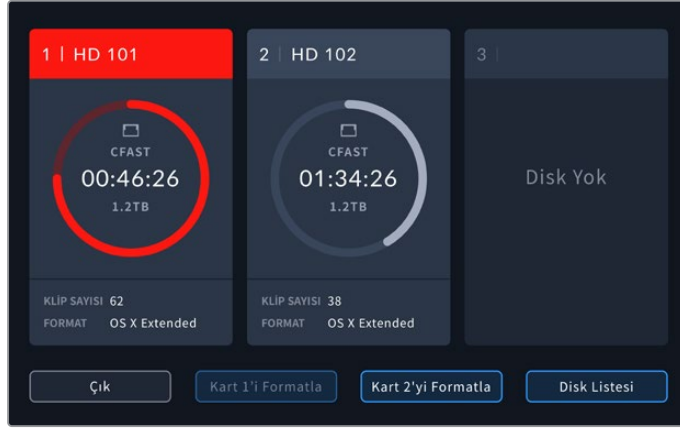 1 | HD 101
CFAST
00:46:26
1.2TB
KLİP SAYISI 62
FORMAT OS X Extended
2 | HD 102
CFAST
01:34:26
1.2TB
KLİP SAYISI 38
FORMAT OS X Extended
3 |
Disk Yok
Çık
Kart 1'i Formatla
Kart 2'yi Formatla
Disk Listesi